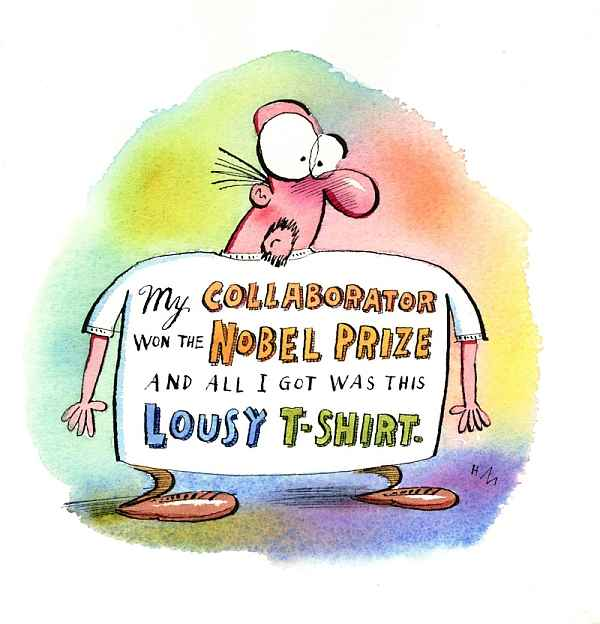 My COLLABORATOR
WON THE NOBEL PRIZE
AND ALL I GOT WAS THIS
LOUSY T-SHIRT.